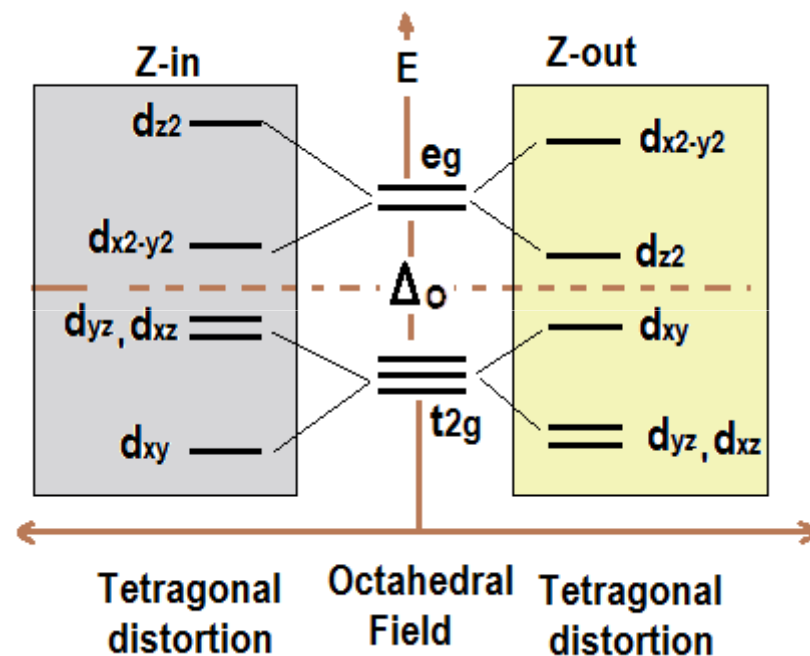 Z-in
E
Z-out
dz2
eg
dx2-y2
dx2-y2
dz2
Δo
dyz, dxz
dxy
t2g
dxy
dyz, dxz
Tetragonal
distortion
Octahedral
Field
Tetragonal
distortion